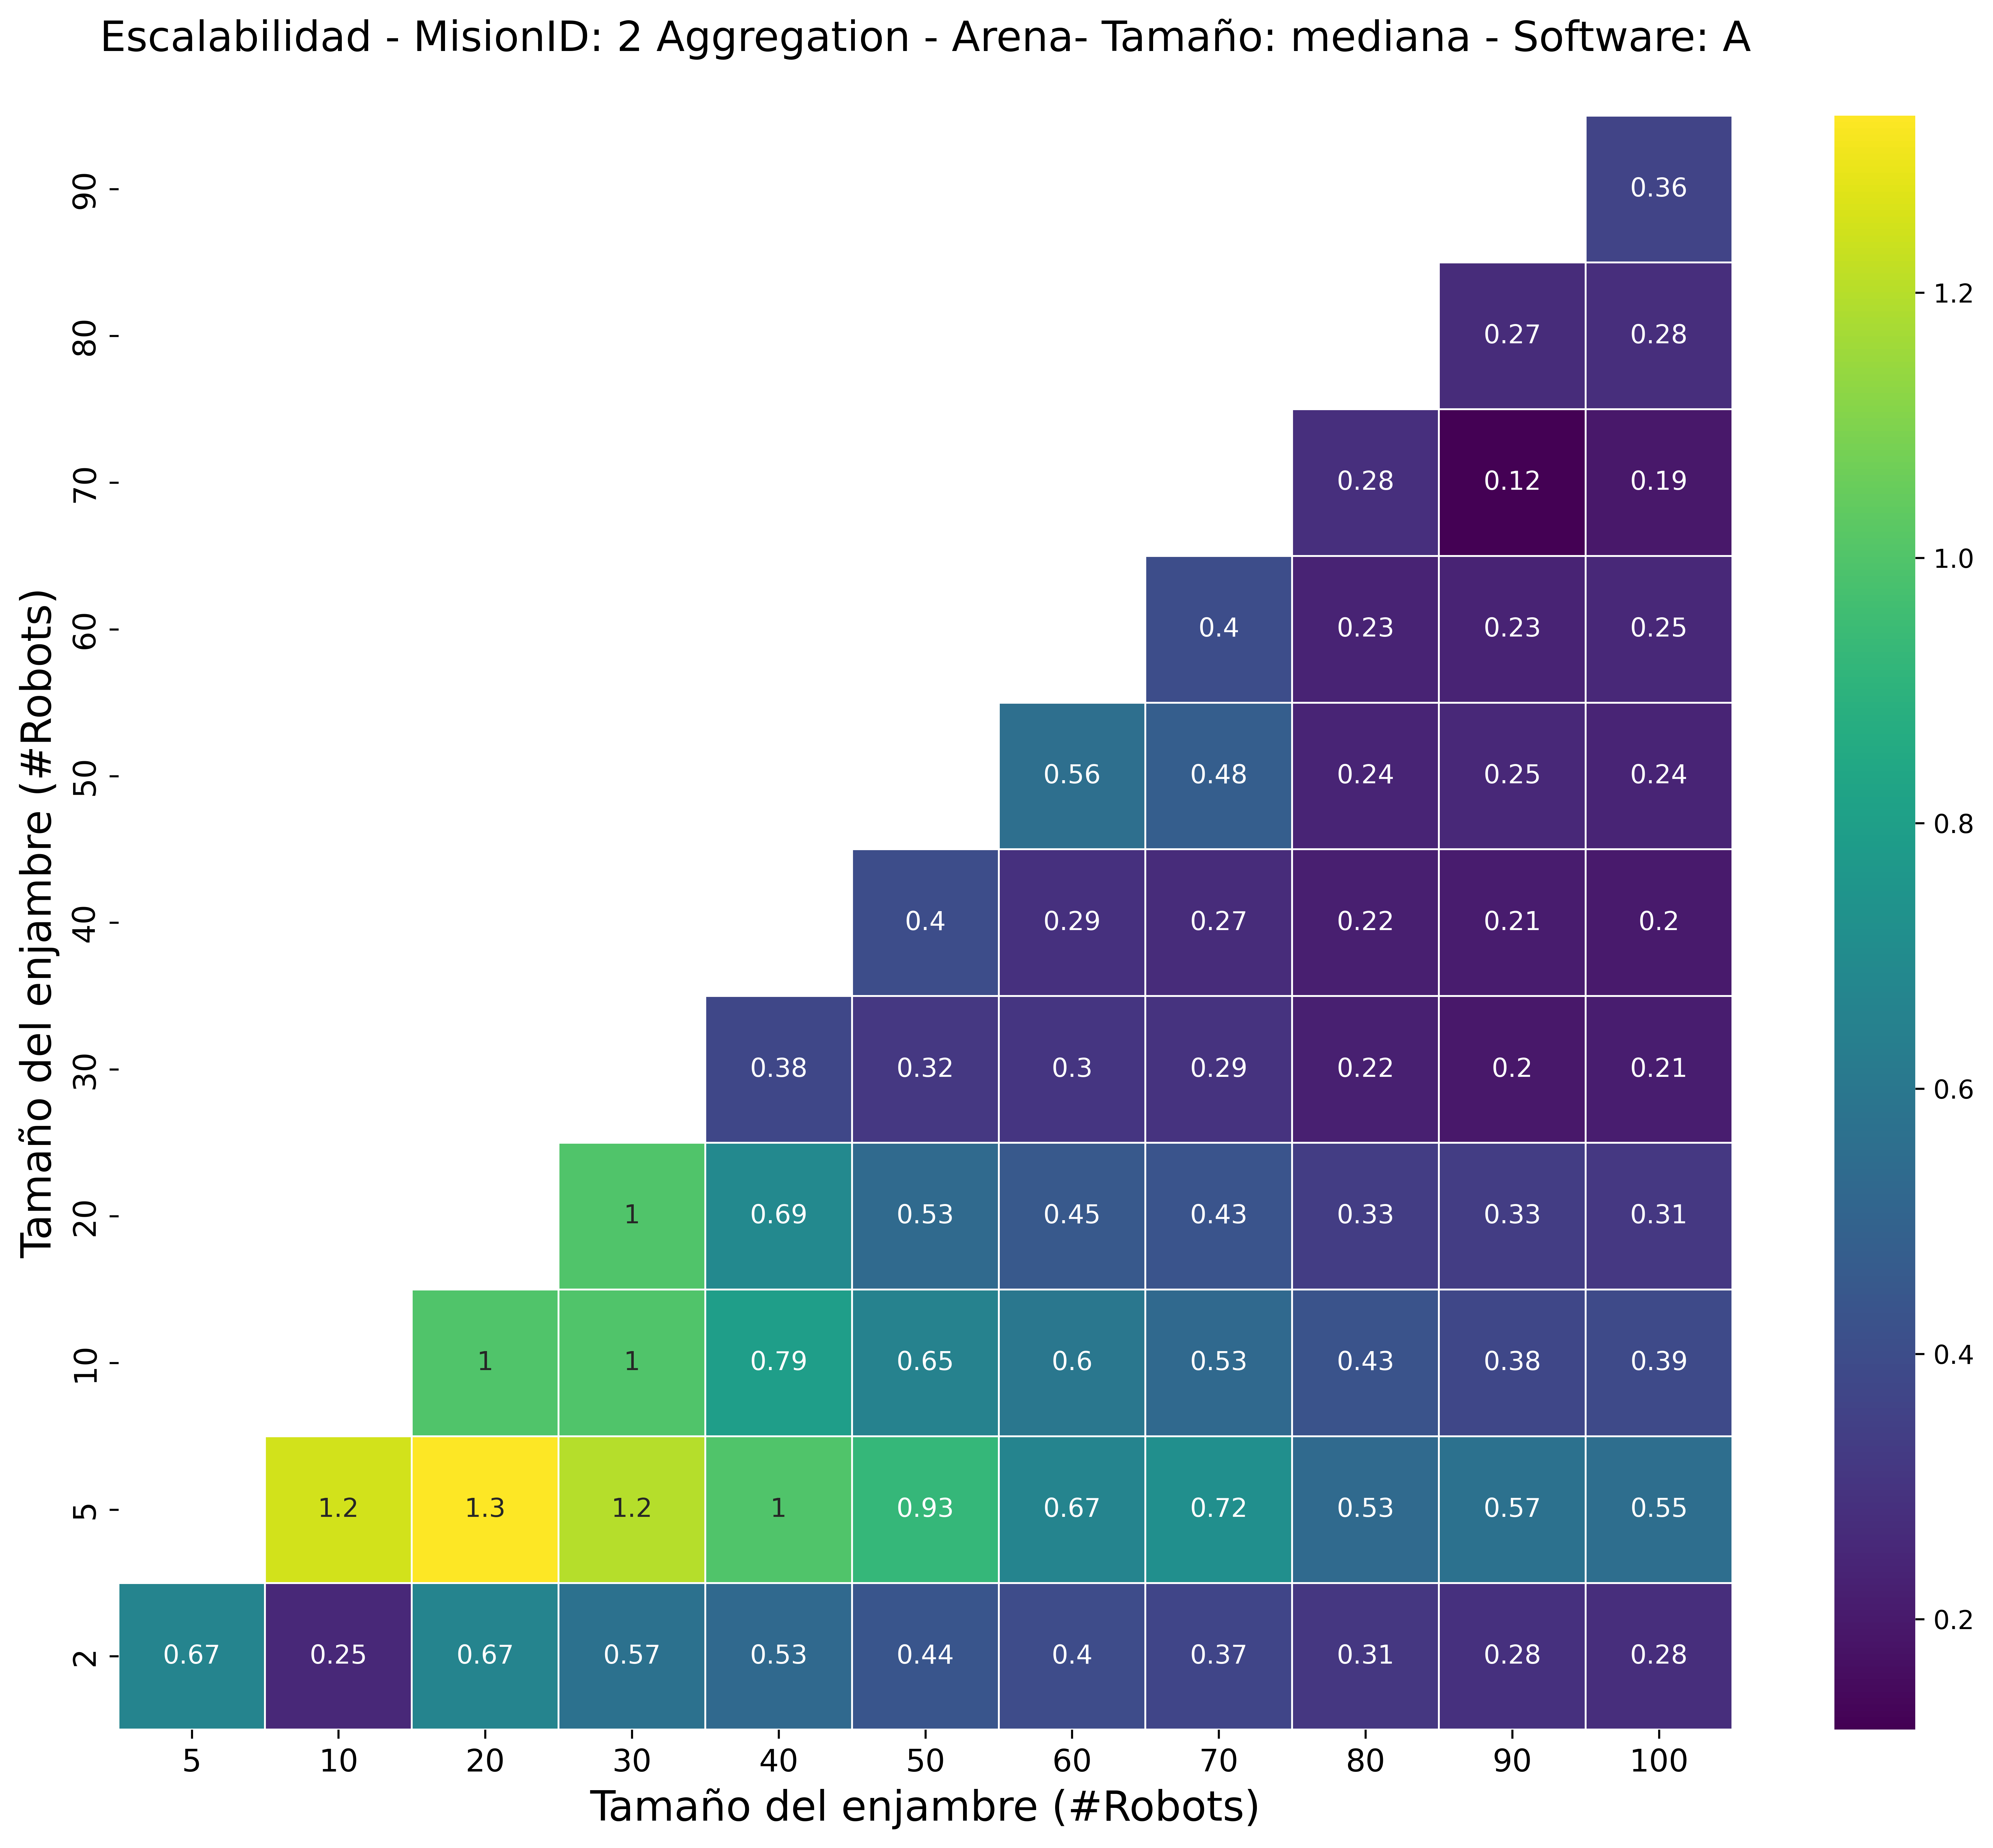 Escalabilidad - MisionID: 2 Aggregation - Arena- Tamaño: mediana - Software: A
Tamaño del enjambre (#Robots)
90 0.36
80 0.27 0.28
70 0.28 0.12 0.19
60 0.4 0.23 0.23 0.25
50 0.56 0.48 0.24 0.25 0.24
40 0.4 0.29 0.27 0.22 0.21 0.2
30 0.38 0.32 0.3 0.29 0.22 0.2 0.21
20 1 0.69 0.53 0.45 0.43 0.33 0.33 0.31
10 1 1 0.79 0.65 0.6 0.53 0.43 0.38 0.39
5 1.2 1.3 1.2 1 0.93 0.67 0.72 0.53 0.57 0.55
2 0.67 0.25 0.67 0.57 0.53 0.44 0.4 0.37 0.31 0.28 0.28
5 10 20 30 40 50 60 70 80 90 100
Tamaño del enjambre (#Robots)
1.2
1.0
0.8
0.6
0.4
0.2